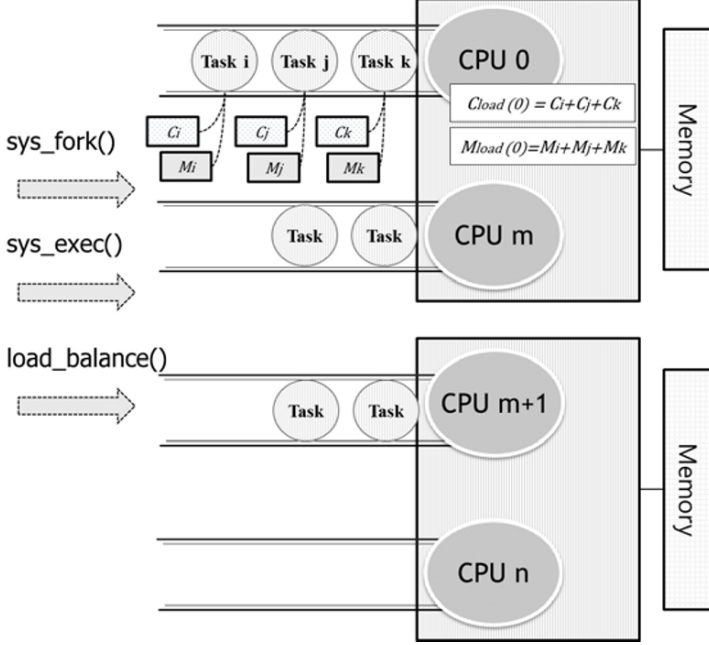 Task i
Task j
Task k
CPU 0
Cload (0) = Ci+Cj+Ck
Mload (0)=Mi+Mj+Mk
Ci
Cj
Ck
Mi
Mj
Mk
Memory
sys_fork()
Task
Task
CPU m
sys_exec()
load_balance()
Task
Task
CPU m+1
Memory
CPU n